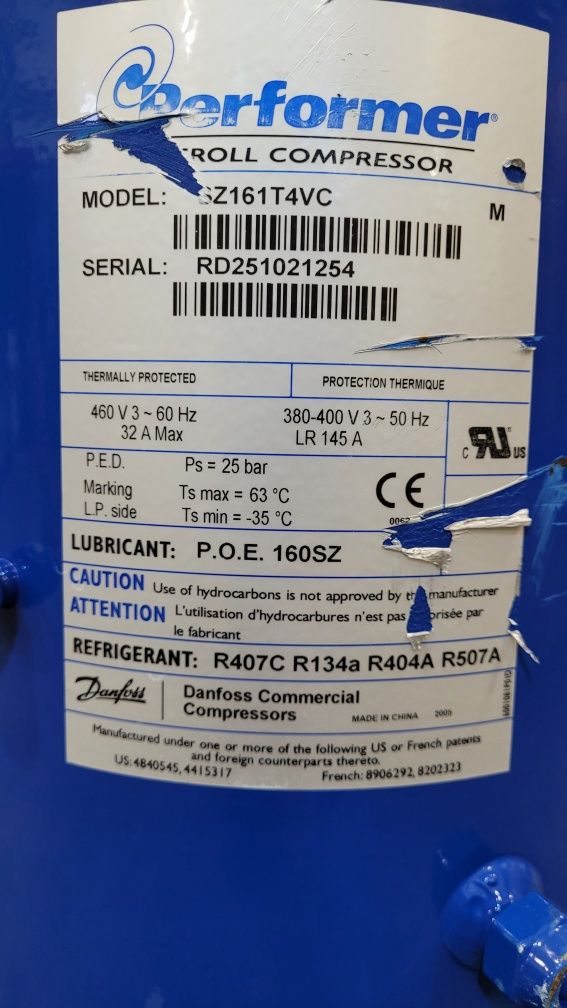 Performer®
ROLL COMPRESSOR
MODEL: SZ161T4VC
M
SERIAL: RD251021254
THERMALLY PROTECTED
PROTECTION THERMIQUE
460 V 3 ~ 60 Hz
32 A Max
380-400 V 3 ~ 50 Hz
LR 145 A
c RU US
P.E.D. Ps = 25 bar
Marking Ts max = 63 °C
L.P. side Ts min = -35 °C
CE
0062
LUBRICANT: P.O.E. 160SZ
CAUTION Use of hydrocarbons is not approved by manufacturer
ATTENTION L'utilisation d'hydrocarbures n'est pas par
le fabricant
REFRIGERANT: R407C R134a R404A R507A
Danfoss
Danfoss Commercial
Compressors
MADE IN CHINA 2005
Manufactured under one or more of the following US or French patents
and foreign counterparts thereto.
US: 4840545, 4415317
French: 8906292, 8202323